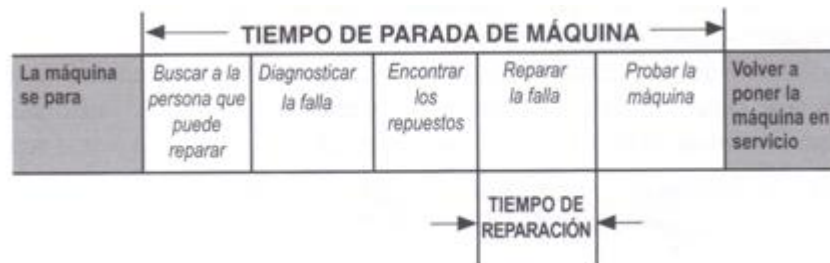 TIEMPO DE PARADA DE MÁQUINA
La máquina
se para
Buscar a la
persona que
puede
reparar
Diagnosticar
la falla
Encontrar
los
repuestos
Reparar
la falla
Probar la
máquina
Volver a
poner la
máquina en
servicio
TIEMPO DE
REPARACIÓN